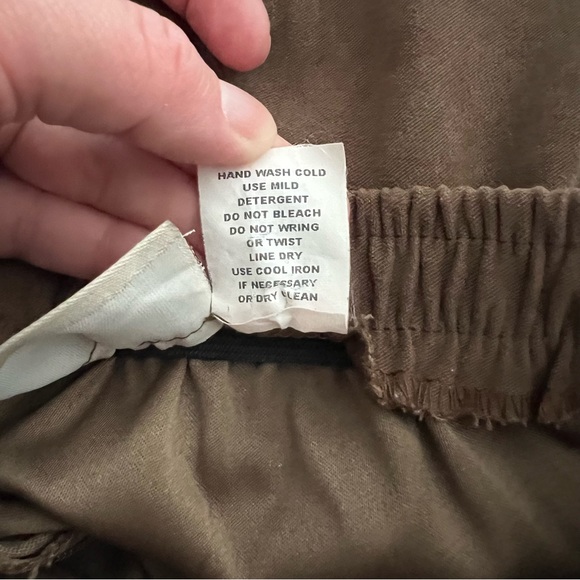 HAND WASH COLD
USE MILD
DETERGENT
DO NOT BLEACH
DO NOT WRING
OR TWIST
LINE DRY
USE COOL IRON
IF NECESSARY
OR DRY CLEAN